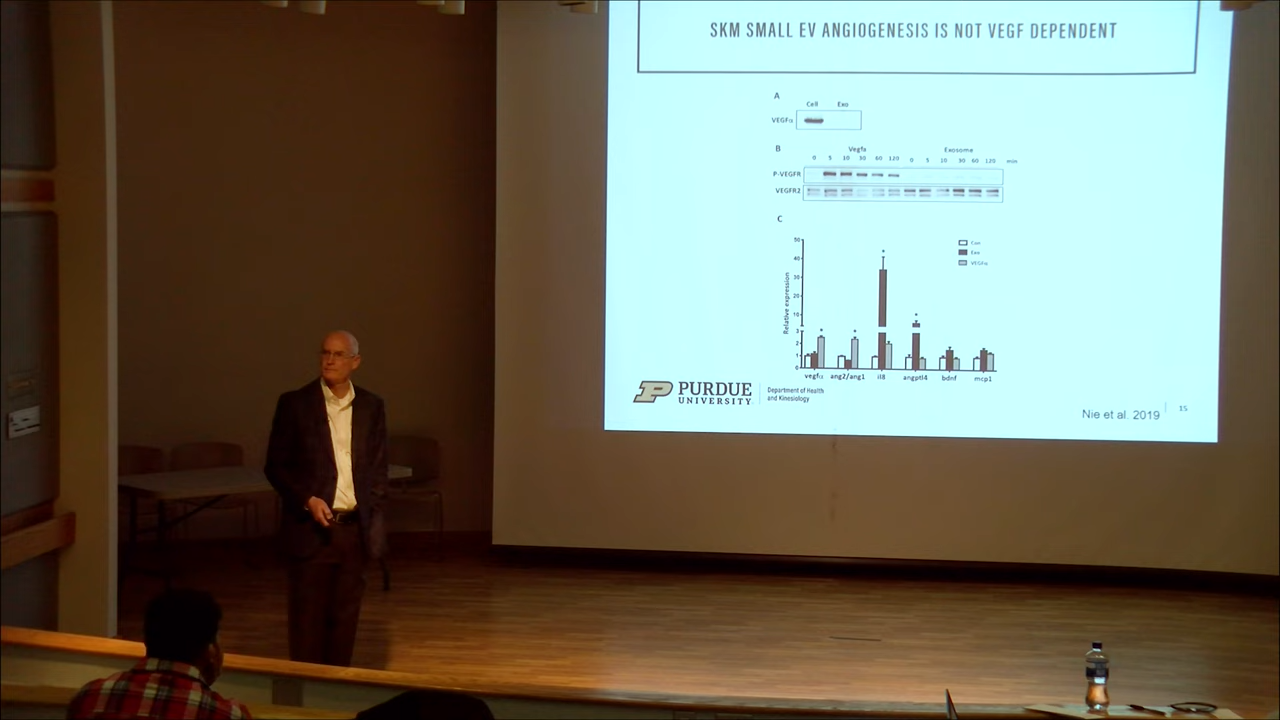 SKM SMALL EV ANGIOGENESIS IS NOT VEGF DEPENDENT
A
Cell Exo
VEGFα
B
Vegfa Exosome
0 5 10 30 60 120 0 5 10 30 60 120 min
P-VEGFR
VEGFR2
C
50
40
30
20
10
3
2
1
0
Relative expression
Con
Exo
VEGFα
* * * *
vegfα ang2/ang1 il8 angptl4 bdnf mcp1
PURDUE UNIVERSITY
Department of Health
and Kinesiology
Nie et al. 2019
15